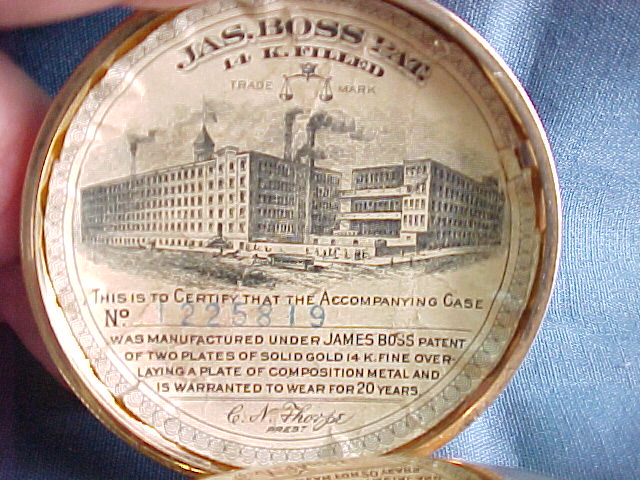 JAS. BOSS PAT.
14 K. FILLED
TRADE MARK
THIS IS TO CERTIFY THAT THE ACCOMPANYING CASE
No. 1225819
WAS MANUFACTURED UNDER JAMES BOSS PATENT
OF TWO PLATES OF SOLID GOLD 14 K. FINE OVER-
LAYING A PLATE OF COMPOSITION METAL AND
IS WARRANTED TO WEAR FOR 20 YEARS
C. N. Thorpe
PREST